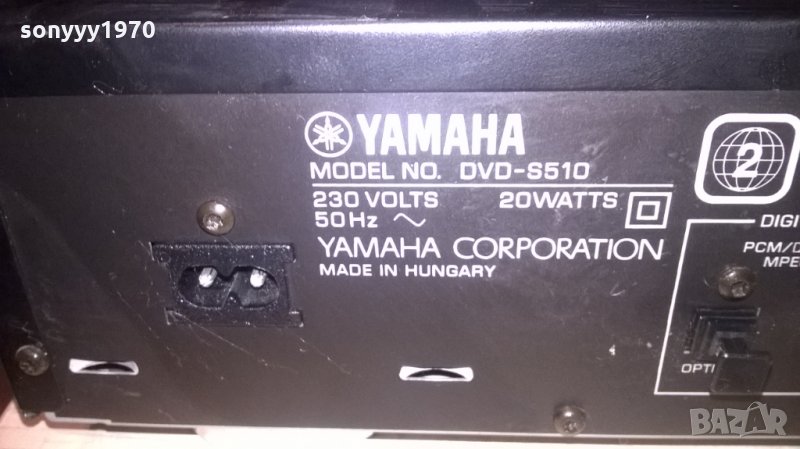 sonyyy1970
YAMAHA
MODEL NO. DVD-S510
230 VOLTS 20WATTS
50Hz
YAMAHA CORPORATION
MADE IN HUNGARY
2
DIGI
PCM/D
MPE
OPTI
BAZAR